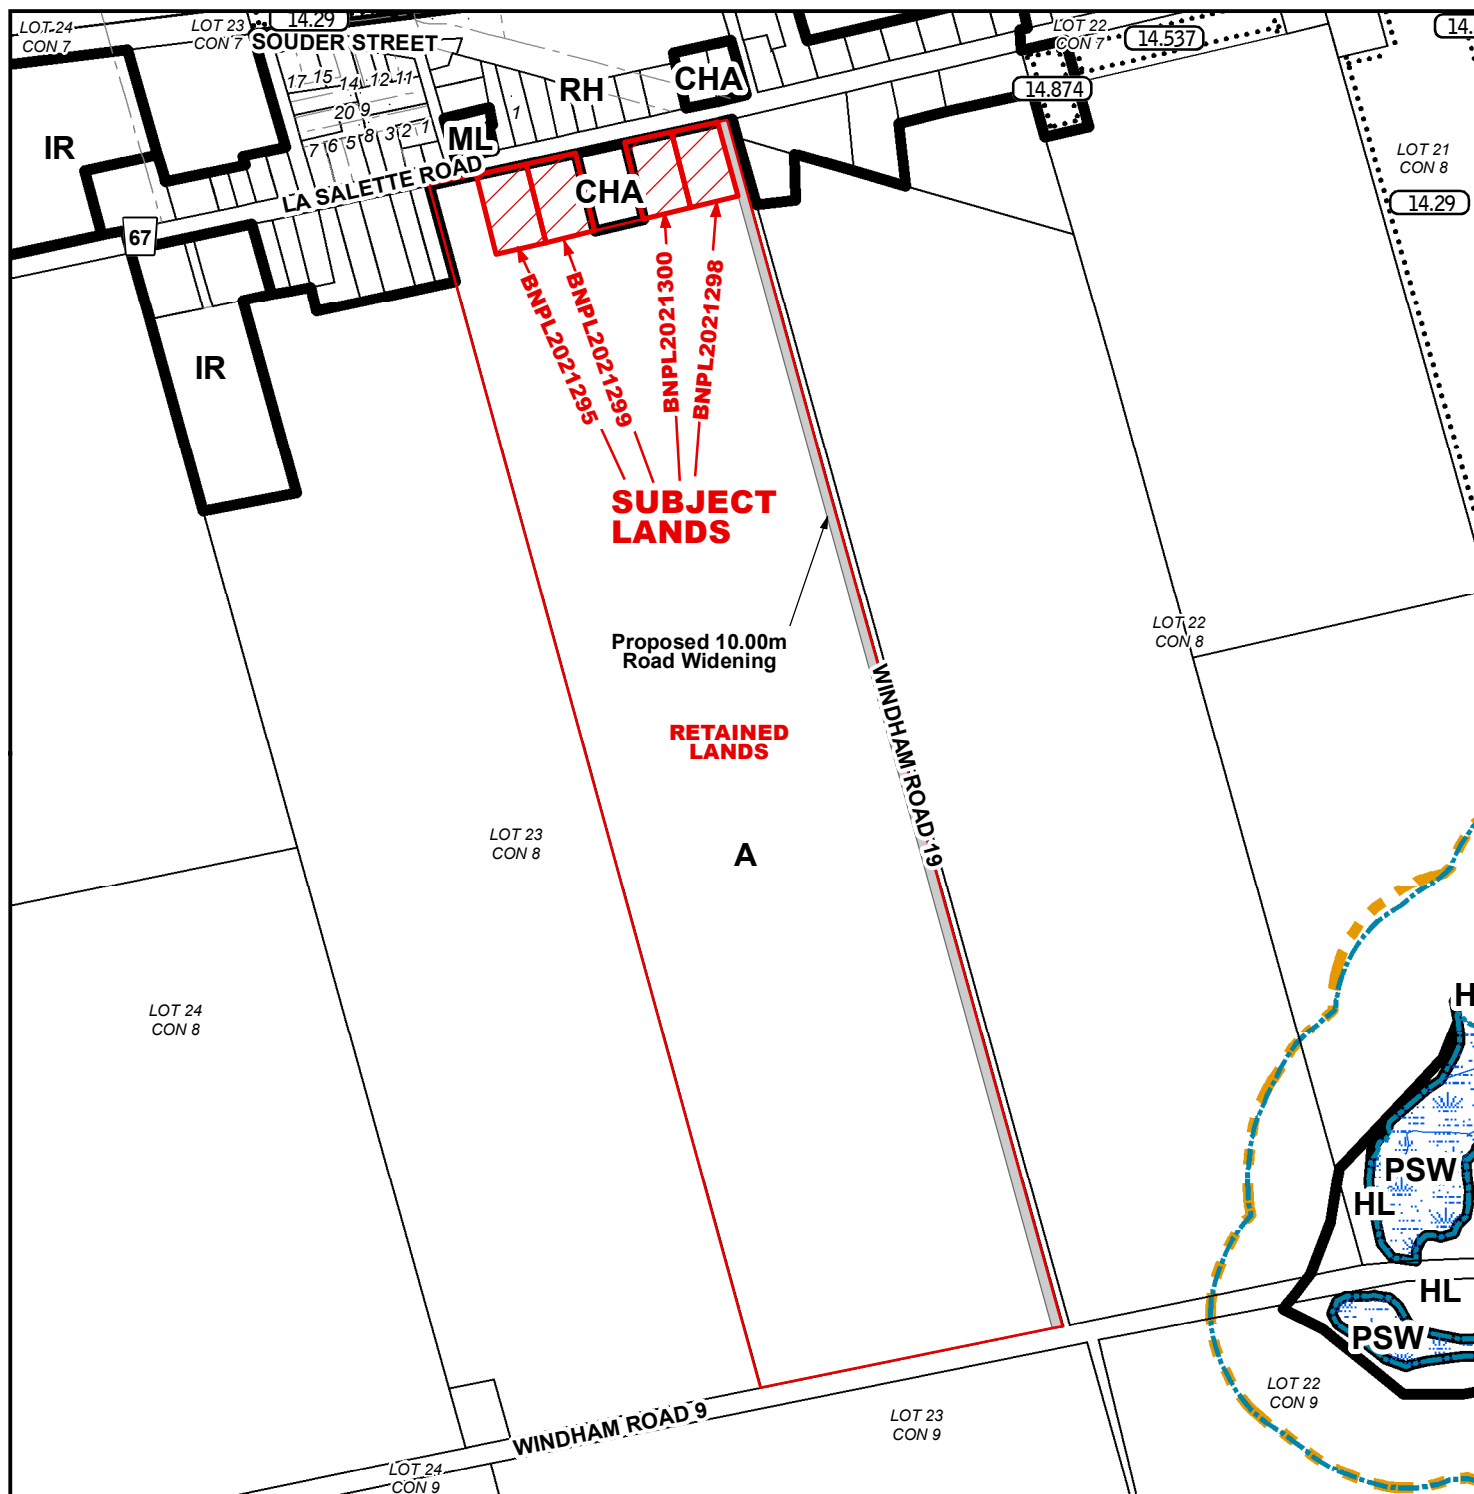 LOT 24
CON 7
LOT 23
CON 7
14.29
SOUDER STREET
LOT 22
CON 7
14.537
14.
17
15
14
12
11
20
9
7
6
5
8
3
2
1
1
RH
CHA
14.874
IR
ML
LA SALETTE ROAD
CHA
LOT 21
CON 8
14.29
67
IR
BNPL2021295
BNPL2021299
BNPL2021300
BNPL2021298
SUBJECT
LANDS
Proposed 10.00m
Road Widening
LOT 22
CON 8
WINDHAM ROAD 19
RETAINED
LANDS
LOT 23
CON 8
A
LOT 24
CON 8
H
PSW
HL
HL
PSW
LOT 22
CON 9
WINDHAM ROAD 9
LOT 23
CON 9
LOT 24
CON 9